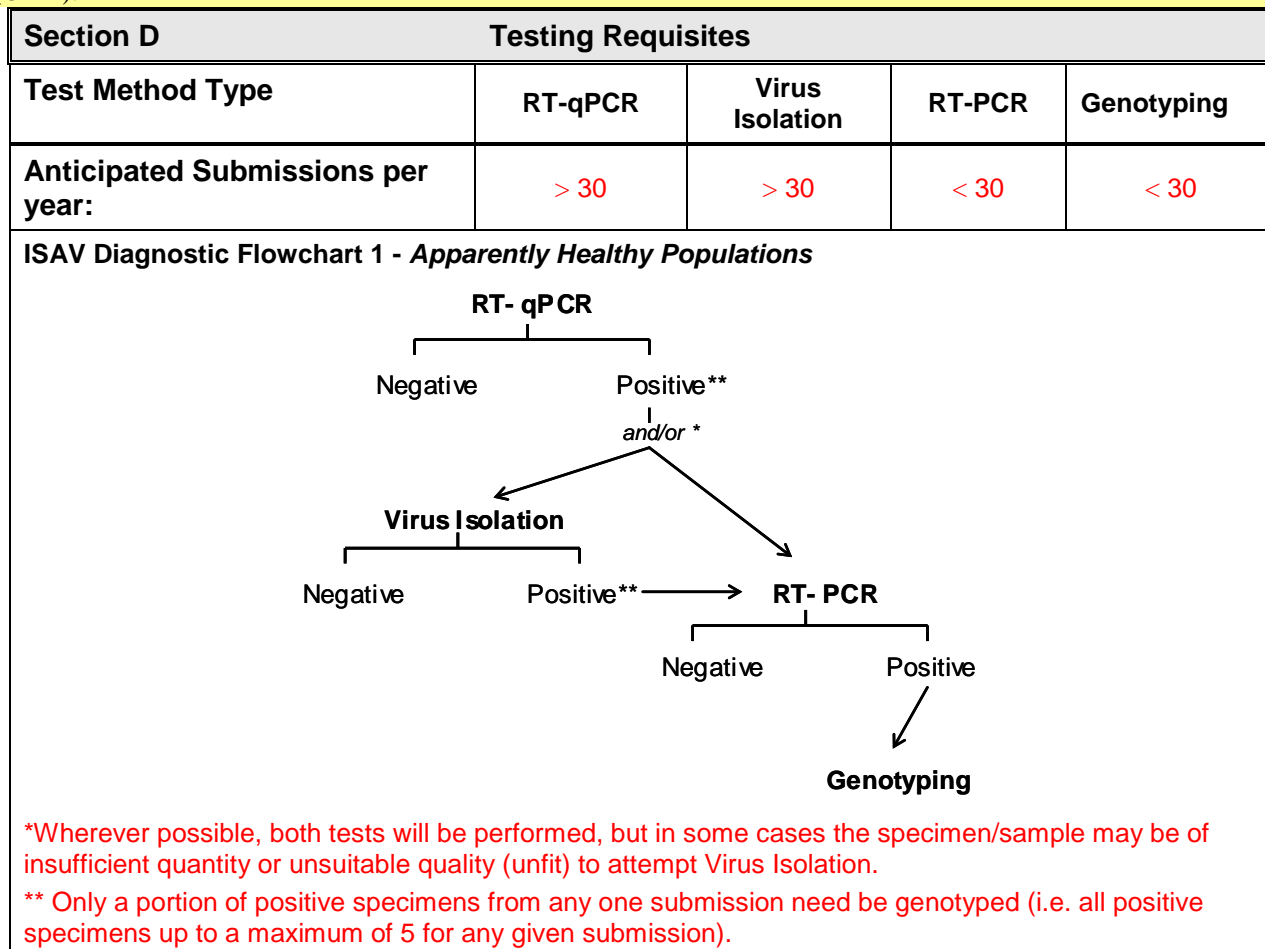 Section D Testing Requisites
Test Method Type RT-qPCR Virus Isolation RT-PCR Genotyping
Anticipated Submissions per year: > 30 > 30 < 30 < 30
ISAV Diagnostic Flowchart 1 - Apparently Healthy Populations
RT- qPCR
Negative Positive**
and/or *
Virus Isolation
Negative Positive** RT- PCR
Negative Positive
Genotyping
*Wherever possible, both tests will be performed, but in some cases the specimen/sample may be of
insufficient quantity or unsuitable quality (unfit) to attempt Virus Isolation.
** Only a portion of positive specimens from any one submission need be genotyped (i.e. all positive
specimens up to a maximum of 5 for any given submission).